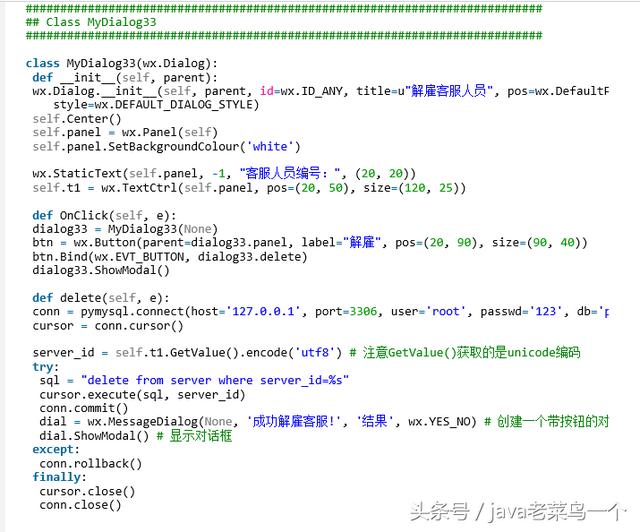 ################################################################################
## Class MyDialog33
################################################################################
class MyDialog33(wx.Dialog):
 def __init__(self, parent):
 wx.Dialog.__init__(self, parent, id=wx.ID_ANY, title=u"解雇客服人员", pos=wx.DefaultP
 style=wx.DEFAULT_DIALOG_STYLE)
 self.Center()
 self.panel = wx.Panel(self)
 self.panel.SetBackgroundColour('white')
 wx.StaticText(self.panel, -1, "客服人员编号：", (20, 20))
 self.t1 = wx.TextCtrl(self.panel, pos=(20, 50), size=(120, 25))
 def OnClick(self, e):
 dialog33 = MyDialog33(None)
 btn = wx.Button(parent=dialog33.panel, label="解雇", pos=(20, 90), size=(90, 40))
 btn.Bind(wx.EVT_BUTTON, dialog33.delete)
 dialog33.ShowModal()
 def delete(self, e):
 conn = pymysql.connect(host='127.0.0.1', port=3306, user='root', passwd='123', db='p
 cursor = conn.cursor()
 server_id = self.t1.GetValue().encode('utf8') # 注意GetValue()获取的是unicode编码
 try:
  sql = "delete from server where server_id=%s"
  cursor.execute(sql, server_id)
  conn.commit()
  dial = wx.MessageDialog(None, '成功解雇客服!', '结果', wx.YES_NO) # 创建一个带按钮的对
  dial.ShowModal() # 显示对话框
 except:
  conn.rollback()
 finally:
  cursor.close()
  conn.close()
头条号 / java老菜鸟一个